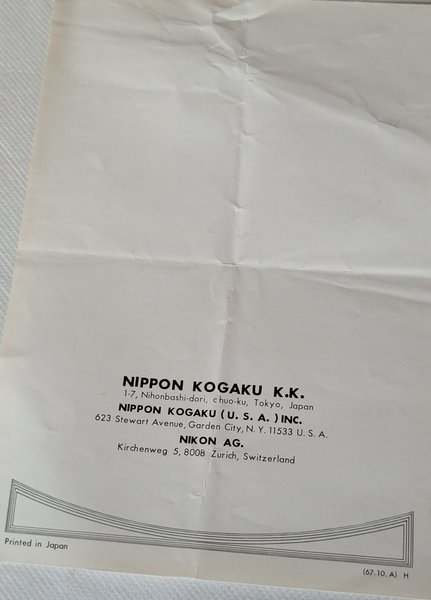 NIPPON KOGAKU K.K.
1-7, Nihonbashi-dori, chuo-ku, Tokyo, Japan
NIPPON KOGAKU (U. S. A. ) INC.
623 Stewart Avenue, Garden City, N. Y. 11533 U. S. A.
NIKON AG.
Kirchenweg 5, 8008 Zurich, Switzerland
Printed in Japan
(67. 10. A) H